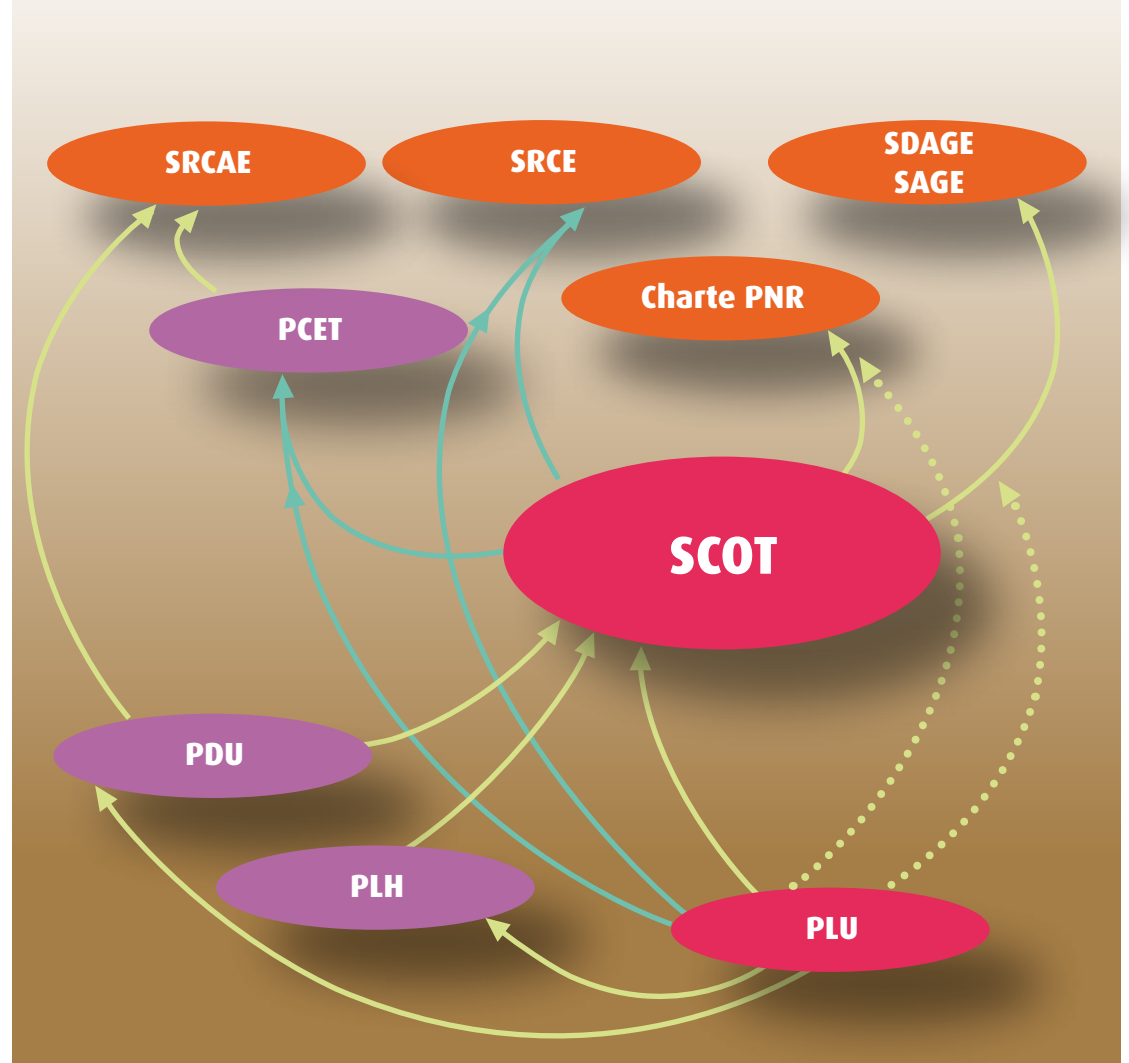 SRCAE
SRCE
SDAGE
SAGE
Charte PNR
PCET
SCOT
PDU
PLH
PLU